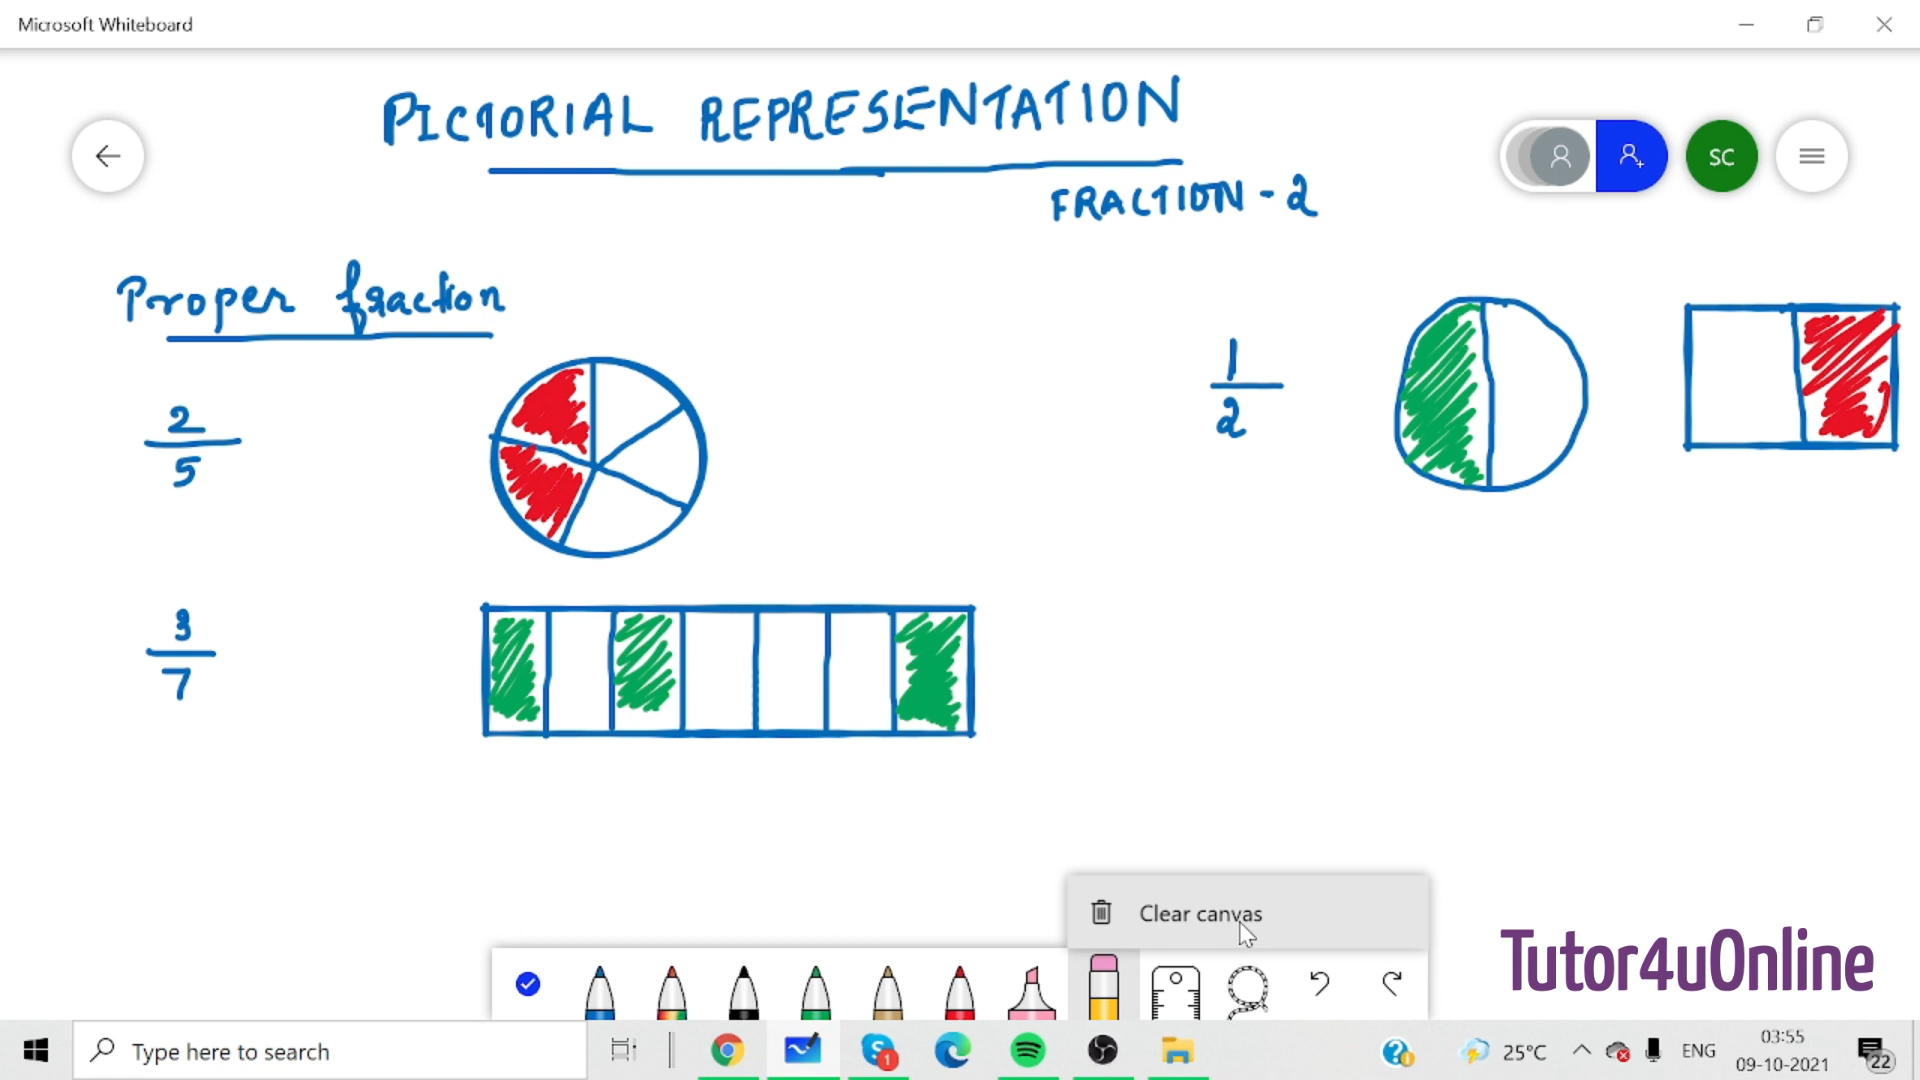 Microsoft Whiteboard
PICTORIAL REPRESENTATION
FRACTION - 2
SC
Proper fraction
1
2
2
5
3
7
Clear canvas
Tutor4uOnline
Type here to search
1
25°C
ENG
03:55
09-10-2021
22